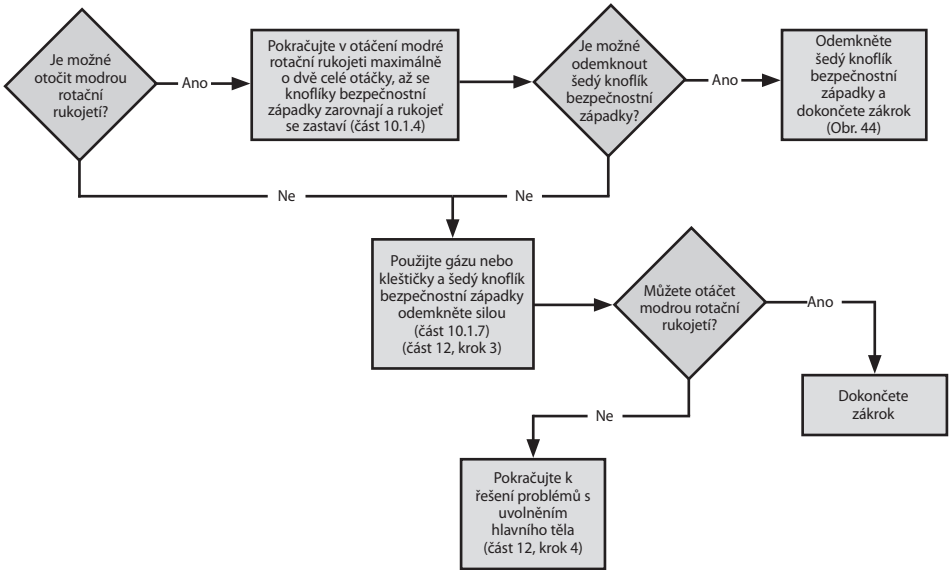 Je možné
otočit modrou
rotační
rukojetí?
Ano
Pokračujte v otáčení modré
rotační rukojeti maximálně
o dvě celé otáčky, až se
knoflíky bezpečnostní
západky zarovnají a rukojeť
se zastaví (část 10.1.4)
Je možné
odemknout
šedý knoflík
bezpečnostní
západky?
Ano
Odemkněte
šedý knoflík
bezpečnostní
západky a
dokončete zákrok
(Obr. 44)
Ne
Ne
Použijte gázu nebo
kleštičky a šedý knoflík
bezpečnostní západky
odemkněte silou
(část 10.1.7)
(část 12, krok 3)
Můžete otáčet
modrou rotační
rukojetí?
Ano
Dokončete
zákrok
Ne
Pokračujte k
řešení problémů s
uvolněním
hlavního těla
(část 12, krok 4)